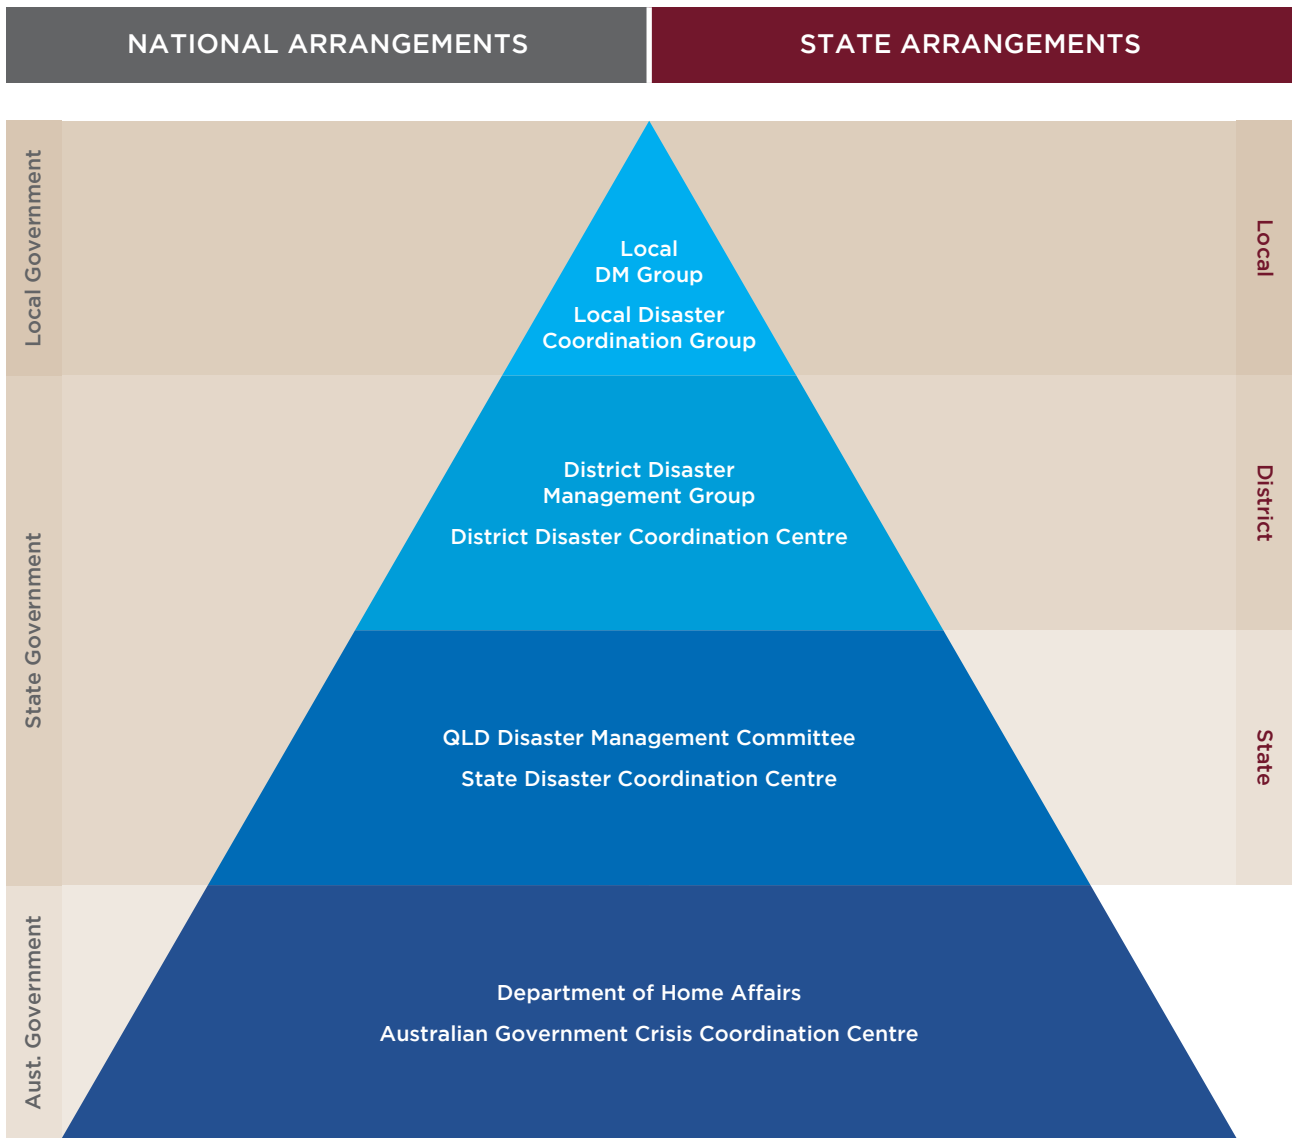 NATIONAL ARRANGEMENTS
STATE ARRANGEMENTS
Local Government
Local
DM Group
Local Disaster
Coordination Group
Local
State Government
District Disaster
Management Group
District Disaster Coordination Centre
District
QLD Disaster Management Committee
State Disaster Coordination Centre
State
Aust. Government
Department of Home Affairs
Australian Government Crisis Coordination Centre